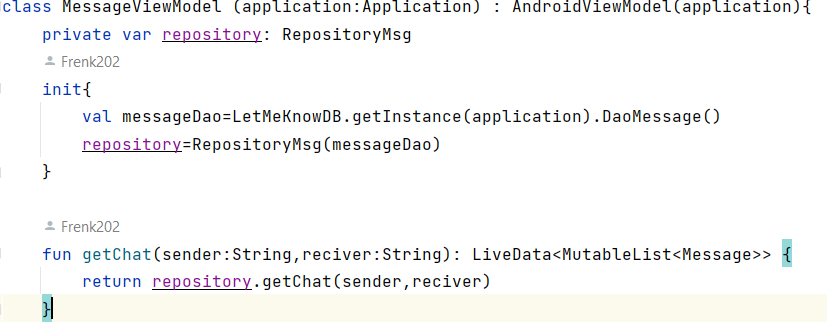 class MessageViewModel (application:Application) : AndroidViewModel(application){
    private var repository: RepositoryMsg
    Frenk202
    init{
        val messageDao=LetMeKnowDB.getInstance(application).DaoMessage()
        repository=RepositoryMsg(messageDao)
    }
    Frenk202
    fun getChat(sender:String,reciver:String): LiveData<MutableList<Message>> {
        return repository.getChat(sender,reciver)
    }